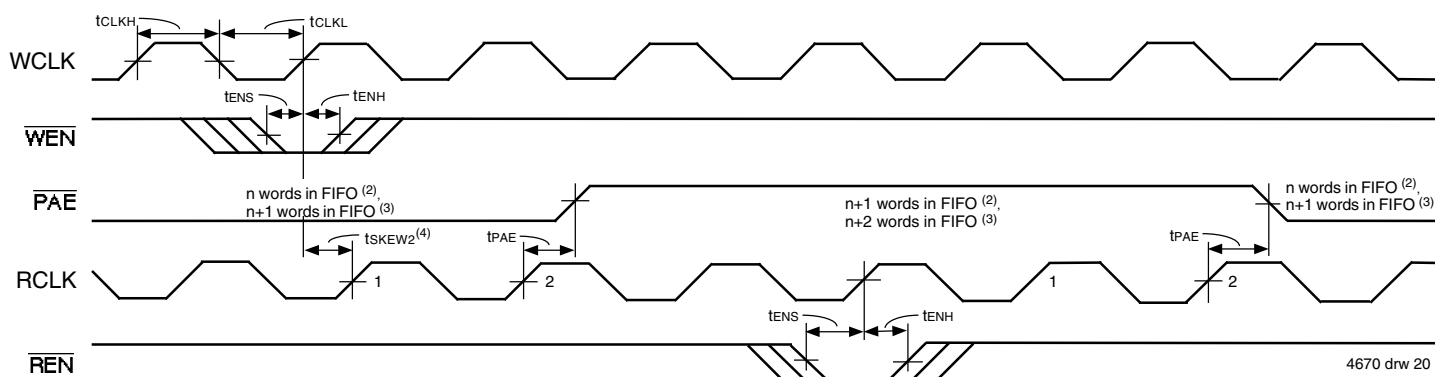 tCLKH
tCLKL
WCLK
tENS
tENH
WEN
n words in FIFO (2),
n+1 words in FIFO (3)
n+1 words in FIFO (2),
n+2 words in FIFO (3)
n words in FIFO (2),
n+1 words in FIFO (3)
PAE
tSKEW2(4)
tPAE
tPAE
RCLK
1
2
1
2
tENS
tENH
REN
4670 drw 20